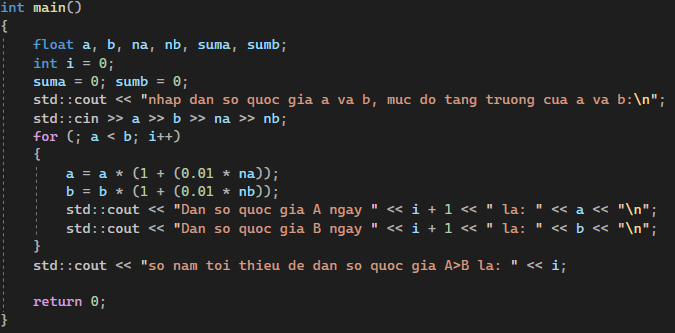 int main()
{
    float a, b, na, nb, suma, sumb;
    int i = 0;
    suma = 0; sumb = 0;
    std::cout << "nhap dan so quoc gia a va b, muc do tang truong cua a va b:\n";
    std::cin >> a >> b >> na >> nb;
    for (; a < b; i++)
    {
        a = a * (1 + (0.01 * na));
        b = b * (1 + (0.01 * nb));
        std::cout << "Dan so quoc gia A ngay " << i + 1 << " la: " << a << "\n";
        std::cout << "Dan so quoc gia B ngay " << i + 1 << " la: " << b << "\n";
    }
    std::cout << "so nam toi thieu de dan so quoc gia A>B la: " << i;
    return 0;
}